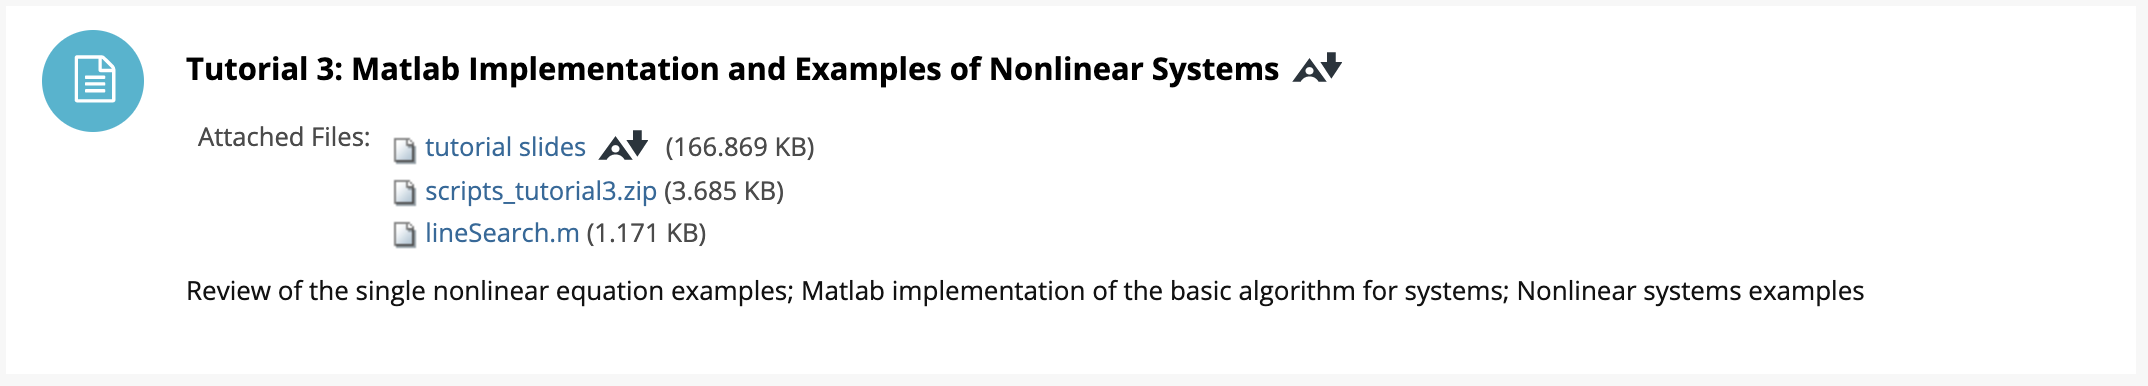 Tutorial 3: Matlab Implementation and Examples of Nonlinear Systems
Attached Files:
tutorial slides (166.869 KB)
scripts_tutorial3.zip (3.685 KB)
lineSearch.m (1.171 KB)
Review of the single nonlinear equation examples; Matlab implementation of the basic algorithm for systems; Nonlinear systems examples